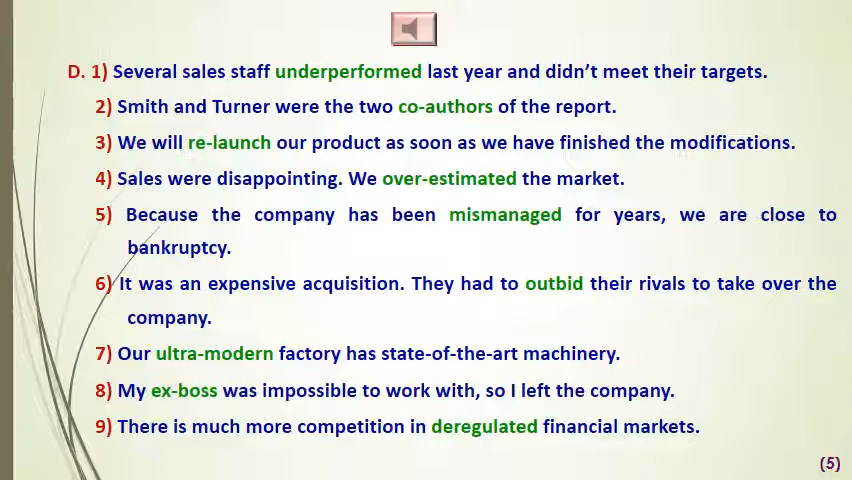 D. 1) Several sales staff underperformed last year and didn’t meet their targets.
2) Smith and Turner were the two co-authors of the report.
3) We will re-launch our product as soon as we have finished the modifications.
4) Sales were disappointing. We over-estimated the market.
5) Because the company has been mismanaged for years, we are close to
bankruptcy.
6) It was an expensive acquisition. They had to outbid their rivals to take over the
company.
7) Our ultra-modern factory has state-of-the-art machinery.
8) My ex-boss was impossible to work with, so I left the company.
9) There is much more competition in deregulated financial markets.
(5)